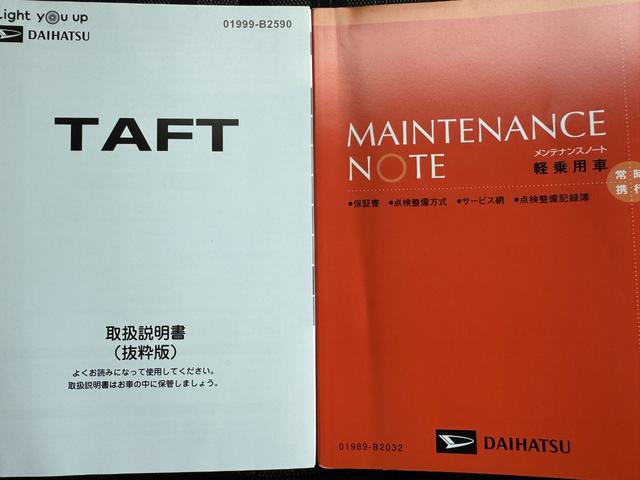 Light you up
DAIHATSU
01999-B2590
TAFT
取扱説明書
(抜粋版)
よくお読みになって使用してください。
取扱説明書はお車の中に保管しましょう。
MAINTENANCE
NOTE
メンテナンスノート
軽乗用車
常時
携行
●保証書 ●点検整備方式 ●サービス網 ●点検整備記録簿
01989-B2032
DAIHATSU